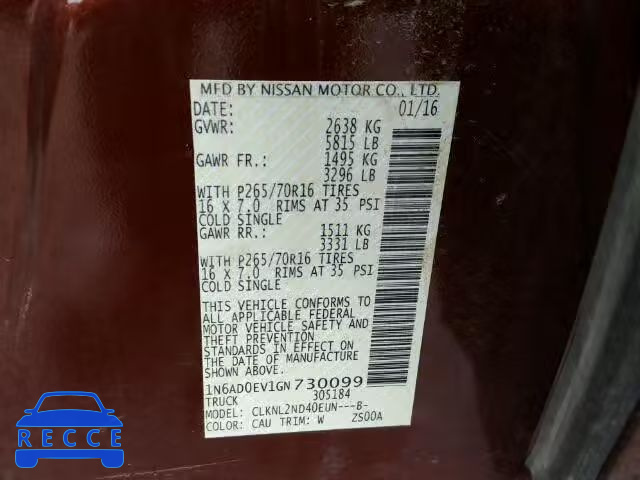 MFD BY NISSAN MOTOR CO., LTD.
DATE: 01/16
GVWR: 2638 KG
5815 LB
GAWR FR.: 1495 KG
3296 LB
WITH P265/70R16 TIRES
16 X 7.0 RIMS AT 35 PSI
COLD SINGLE
GAWR RR.: 1511 KG
3331 LB
WITH P265/70R16 TIRES
16 X 7.0 RIMS AT 35 PSI
COLD SINGLE
THIS VEHICLE CONFORMS TO
ALL APPLICABLE FEDERAL
MOTOR VEHICLE SAFETY AND
THEFT PREVENTION
STANDARDS IN EFFECT ON
THE DATE OF MANUFACTURE
SHOWN ABOVE.
1N6AD0EV1GN730099
TRUCK 305184
MODEL: CLKNL2ND40EUN---B-
COLOR: CAU TRIM: W ZS00A
RECCE